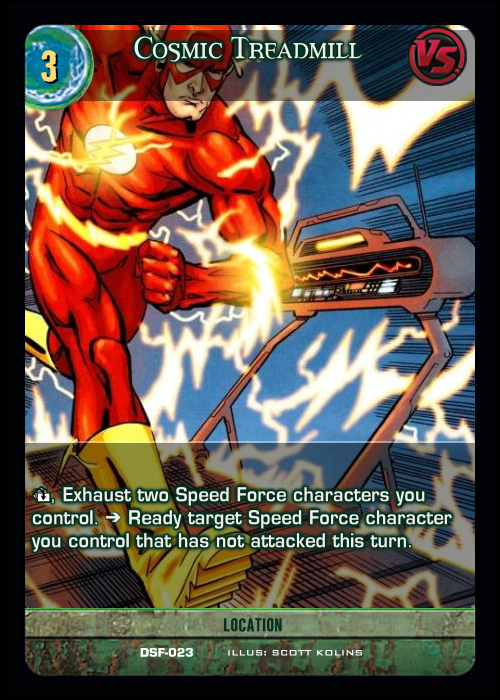 Cosmic Treadmill
3
VS.
, Exhaust two Speed Force characters you
control. ➔ Ready target Speed Force character
you control that has not attacked this turn.
LOCATION
DSF-023 ILLUS: SCOTT KOLINS